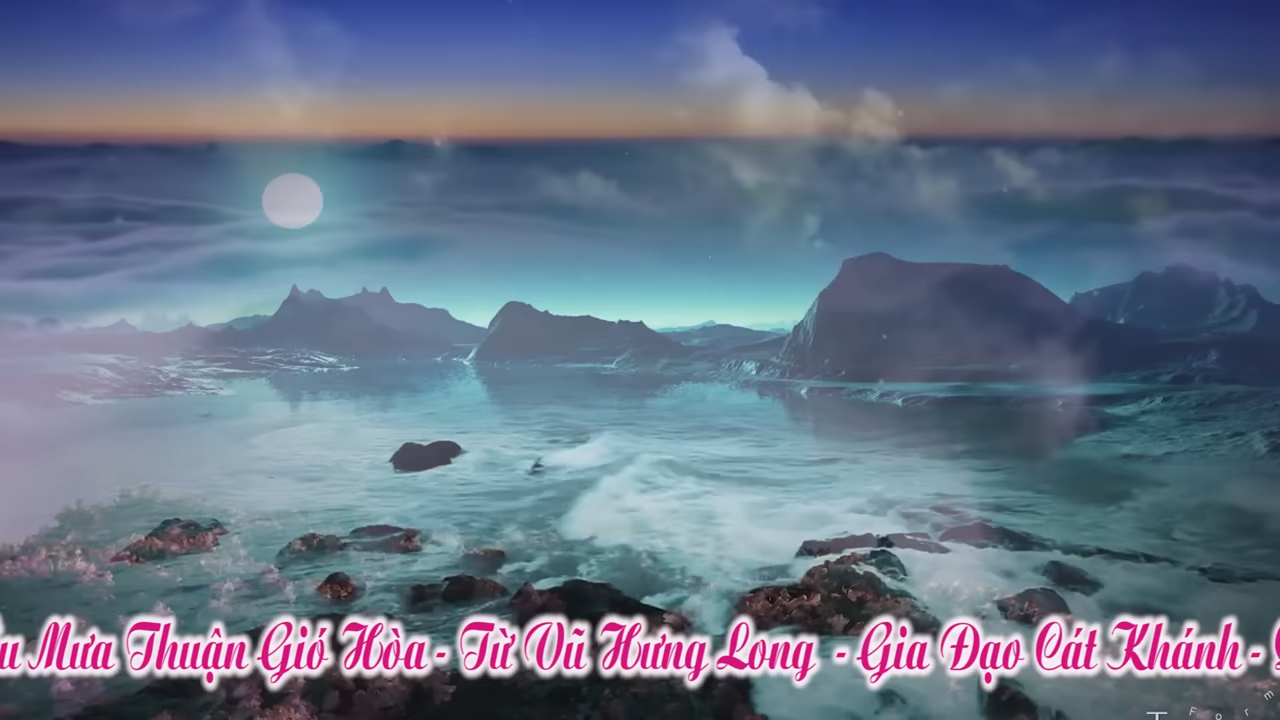 Mưa Thuận Gió Hòa - Từ Vũ Hưng Long - Gia Đạo Cát Khánh -